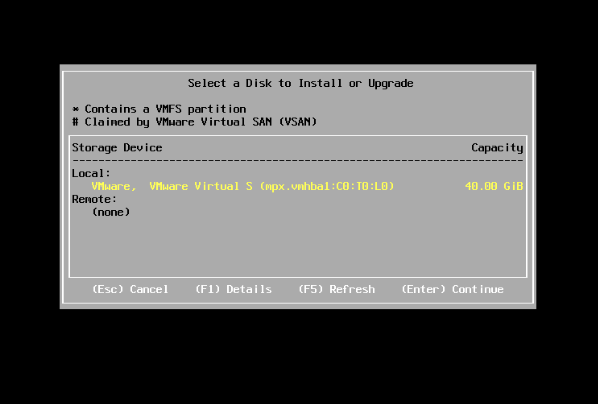 Select a Disk to Install or Upgrade
* Contains a VMFS partition
# Claimed by VMware Virtual SAN (VSAN)
Storage Device Capacity
--------------------------------------------------------------------------------
Local:
VMware, VMware Virtual S (mpx.vmhba1:C0:T0:L0) 40.00 GiB
Remote:
(none)
(Esc) Cancel (F1) Details (F5) Refresh (Enter) Continue